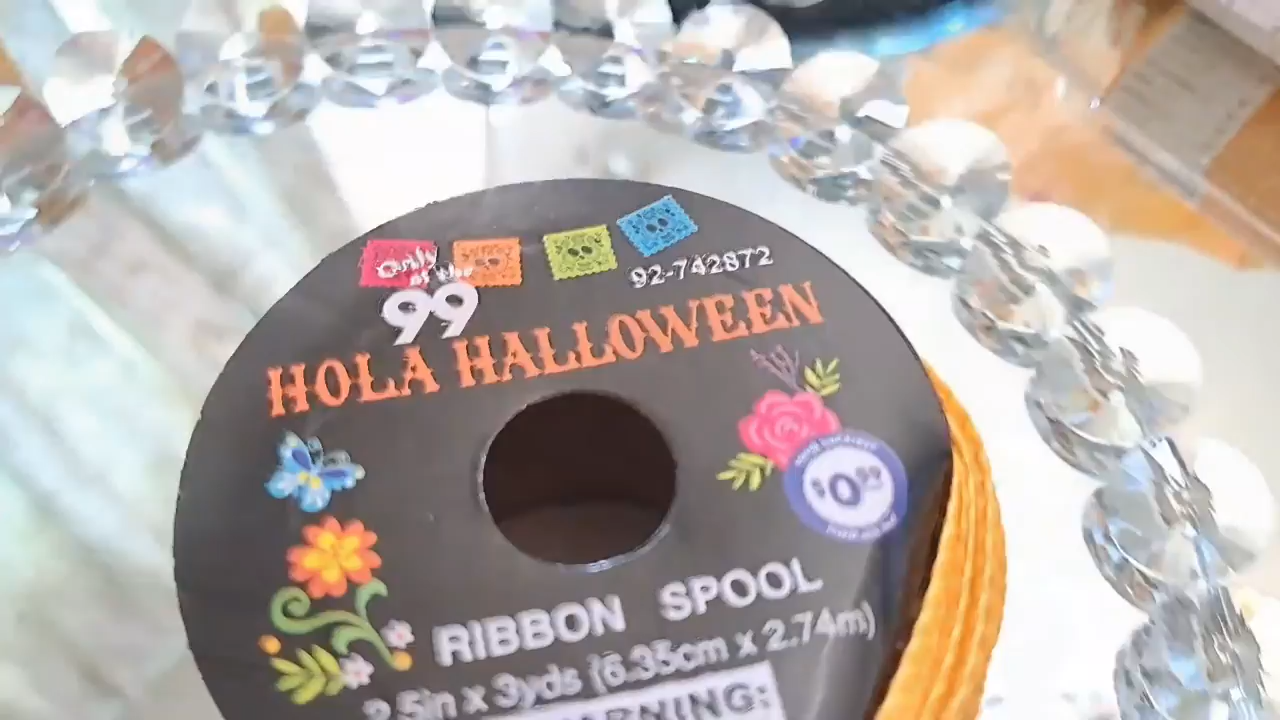 Only
at the
99
92-742872
HOLA HALLOWEEN
$0.99
RIBBON SPOOL
2.5in x 3yds (6.35cm x 2.74m)
WARNING: